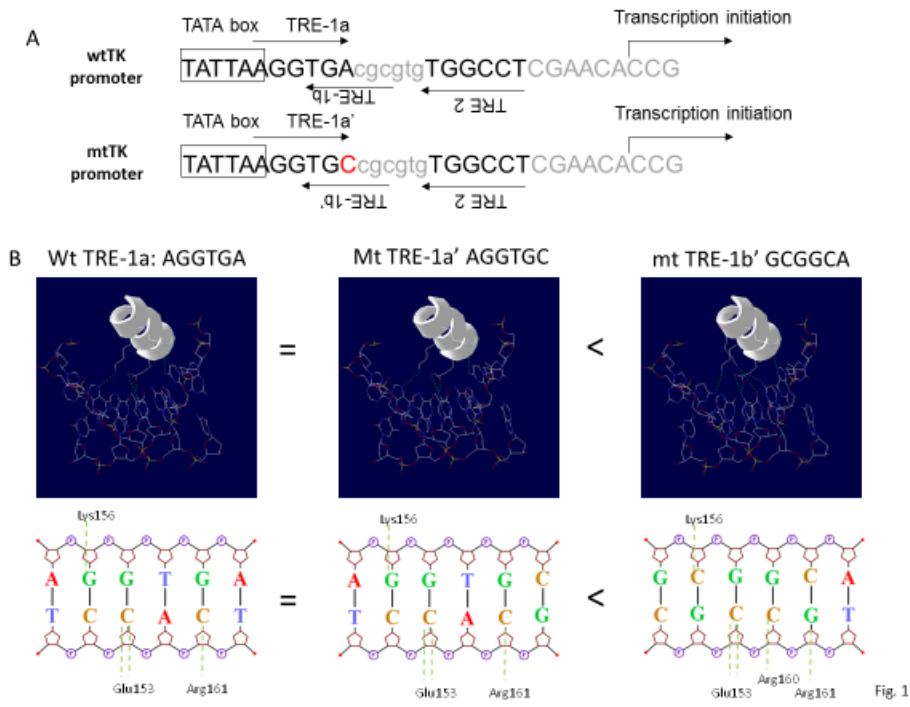 A
TATA box TRE-1a Transcription initiation
wtTK promoter TATTAAGGTGAcgcgtgTGGCCTCGAACACCG
TRE-1b TRE 2
TATA box TRE-1a' Transcription initiation
mtTK promoter TATTAAGGTGCcgcgtgTGGCCTCGAACACCG
TRE-1b' TRE 2
B Wt TRE-1a: AGGTGA Mt TRE-1a' AGGTGC mt TRE-1b' GCGGCA
= <
Lys156 Lys156 Lys156
P P P P P P P P P P P P P P P
A G G T G A A G G T G C G C G G C A
= <
T C C A C T T C C A C G C G C C G T
P P P P P P P P P P P P P P P
Glu153 Arg161 Glu153 Arg161 Glu153 Arg160 Arg161
Fig. 1